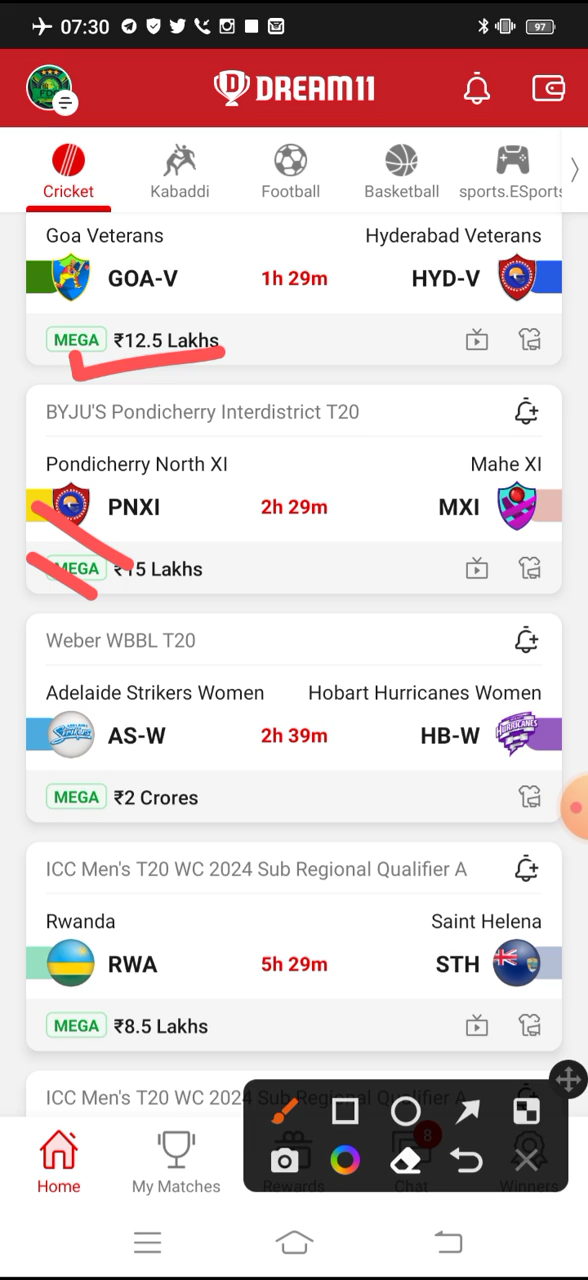 07:30 97
DREAM11
Cricket Kabaddi Football Basketball sports.ESports
Goa Veterans Hyderabad Veterans
GOA-V 1h 29m HYD-V
MEGA ₹12.5 Lakhs
BYJU'S Pondicherry Interdistrict T20
Pondicherry North XI Mahe XI
PNXI 2h 29m MXI
MEGA ₹15 Lakhs
Weber WBBL T20
Adelaide Strikers Women Hobart Hurricanes Women
AS-W 2h 39m HB-W
MEGA ₹2 Crores
ICC Men's T20 WC 2024 Sub Regional Qualifier A
Rwanda Saint Helena
RWA 5h 29m STH
MEGA ₹8.5 Lakhs
ICC Men's T20 WC 2024 Sub Regional Qualifier A
8
Home My Matches Rewards Chat Winners